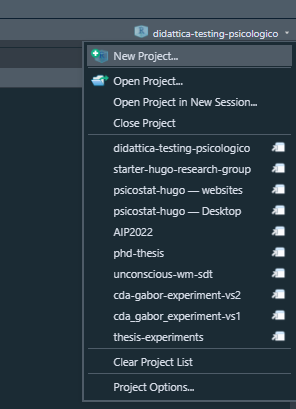 didattica-testing-psicologico
New Project...
Open Project...
Open Project in New Session...
Close Project
didattica-testing-psicologico
starter-hugo-research-group
psicostat-hugo — websites
psicostat-hugo — Desktop
AIP2022
phd-thesis
unconscious-wm-sdt
cda-gabor-experiment-vs2
cda_gabor_experiment-vs1
thesis-experiments
Clear Project List
Project Options...